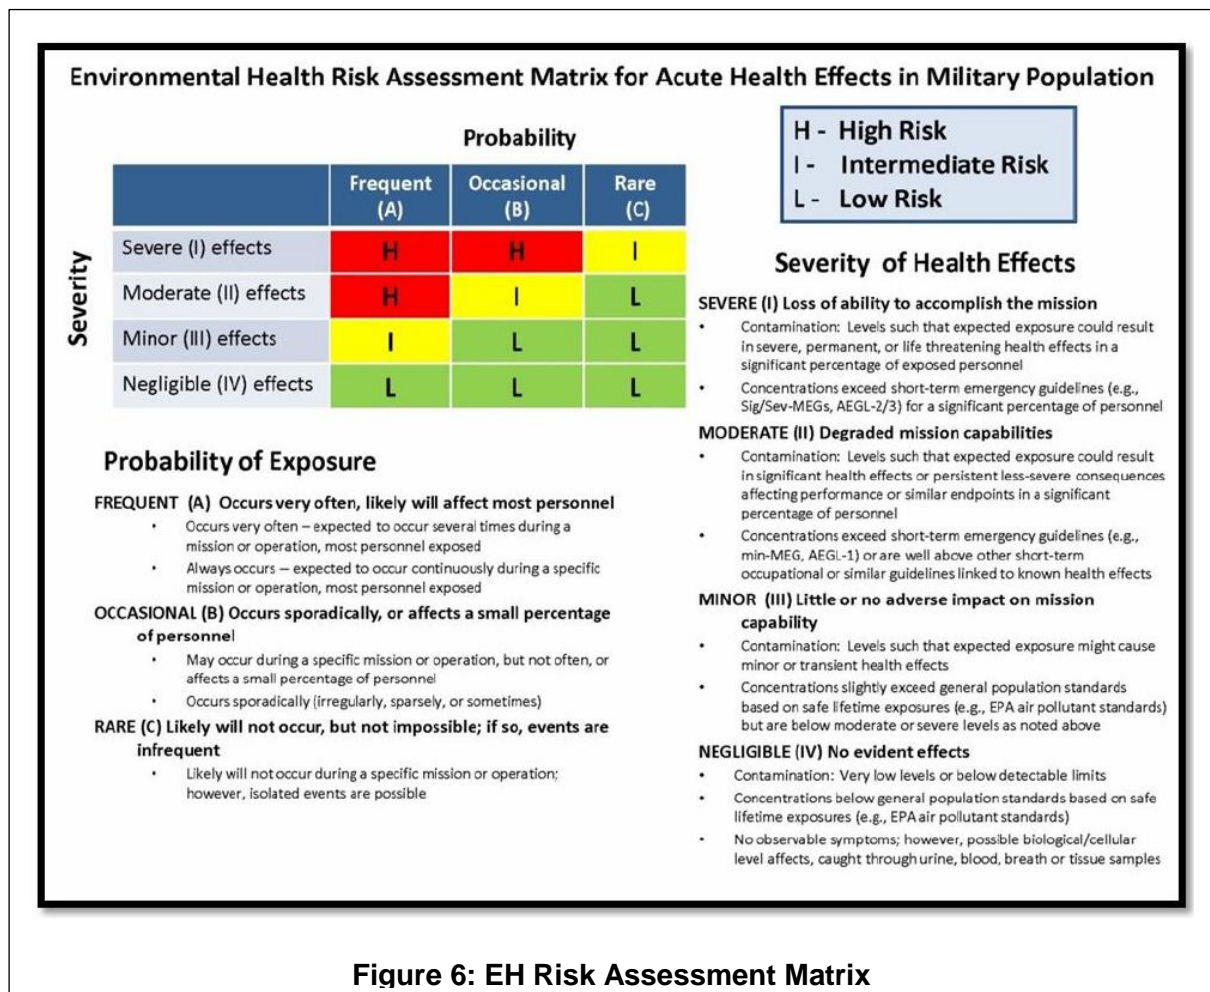 Environmental Health Risk Assessment Matrix for Acute Health Effects in Military Population
Probability
Frequent Occasional Rare
(A) (B) (C)
Severity
Severe (I) effects H H I
Moderate (II) effects H I L
Minor (III) effects I L L
Negligible (IV) effects L L L
H - High Risk
I - Intermediate Risk
L - Low Risk
Probability of Exposure
FREQUENT (A) Occurs very often, likely will affect most personnel
• Occurs very often – expected to occur several times during a
mission or operation, most personnel exposed
• Always occurs – expected to occur continuously during a specific
mission or operation, most personnel exposed
OCCASIONAL (B) Occurs sporadically, or affects a small percentage
of personnel
• May occur during a specific mission or operation, but not often, or
affects a small percentage of personnel
• Occurs sporadically (irregularly, sparsely, or sometimes)
RARE (C) Likely will not occur, but not impossible; if so, events are
infrequent
• Likely will not occur during a specific mission or operation;
however, isolated events are possible
Severity of Health Effects
SEVERE (I) Loss of ability to accomplish the mission
• Contamination: Levels such that expected exposure could result
in severe, permanent, or life threatening health effects in a
significant percentage of exposed personnel
• Concentrations exceed short-term emergency guidelines (e.g.,
Sig/Sev-MEGs, AEGL-2/3) for a significant percentage of personnel
MODERATE (II) Degraded mission capabilities
• Contamination: Levels such that expected exposure could result
in significant health effects or persistent less-severe consequences
affecting performance or similar endpoints in a significant
percentage of personnel
• Concentrations exceed short-term emergency guidelines (e.g.,
min-MEG, AEGL-1) or are well above other short-term
occupational or similar guidelines linked to known health effects
MINOR (III) Little or no adverse impact on mission
capability
• Contamination: Levels such that expected exposure might cause
minor or transient health effects
• Concentrations slightly exceed general population standards
based on safe lifetime exposures (e.g., EPA air pollutant standards)
but are below moderate or severe levels as noted above
NEGLIGIBLE (IV) No evident effects
• Contamination: Very low levels or below detectable limits
• Concentrations below general population standards based on safe
lifetime exposures (e.g., EPA air pollutant standards)
• No observable symptoms; however, possible biological/cellular
level affects, caught through urine, blood, breath or tissue samples
Figure 6: EH Risk Assessment Matrix